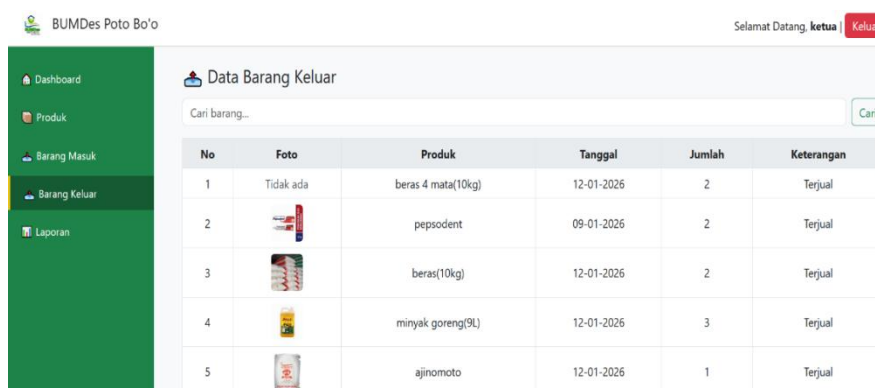 BUMDes Poto Bo'o
Selamat Datang, ketua | Kelua
Dashboard
Produk
Barang Masuk
Barang Keluar
Laporan
Data Barang Keluar
Cari barang...
Cari
No Foto Produk Tanggal Jumlah Keterangan
1 Tidak ada beras 4 mata(10kg) 12-01-2026 2 Terjual
2 pepsodent 09-01-2026 2 Terjual
3 beras(10kg) 12-01-2026 2 Terjual
4 minyak goreng(9L) 12-01-2026 3 Terjual
5 ajinomoto 12-01-2026 1 Terjual